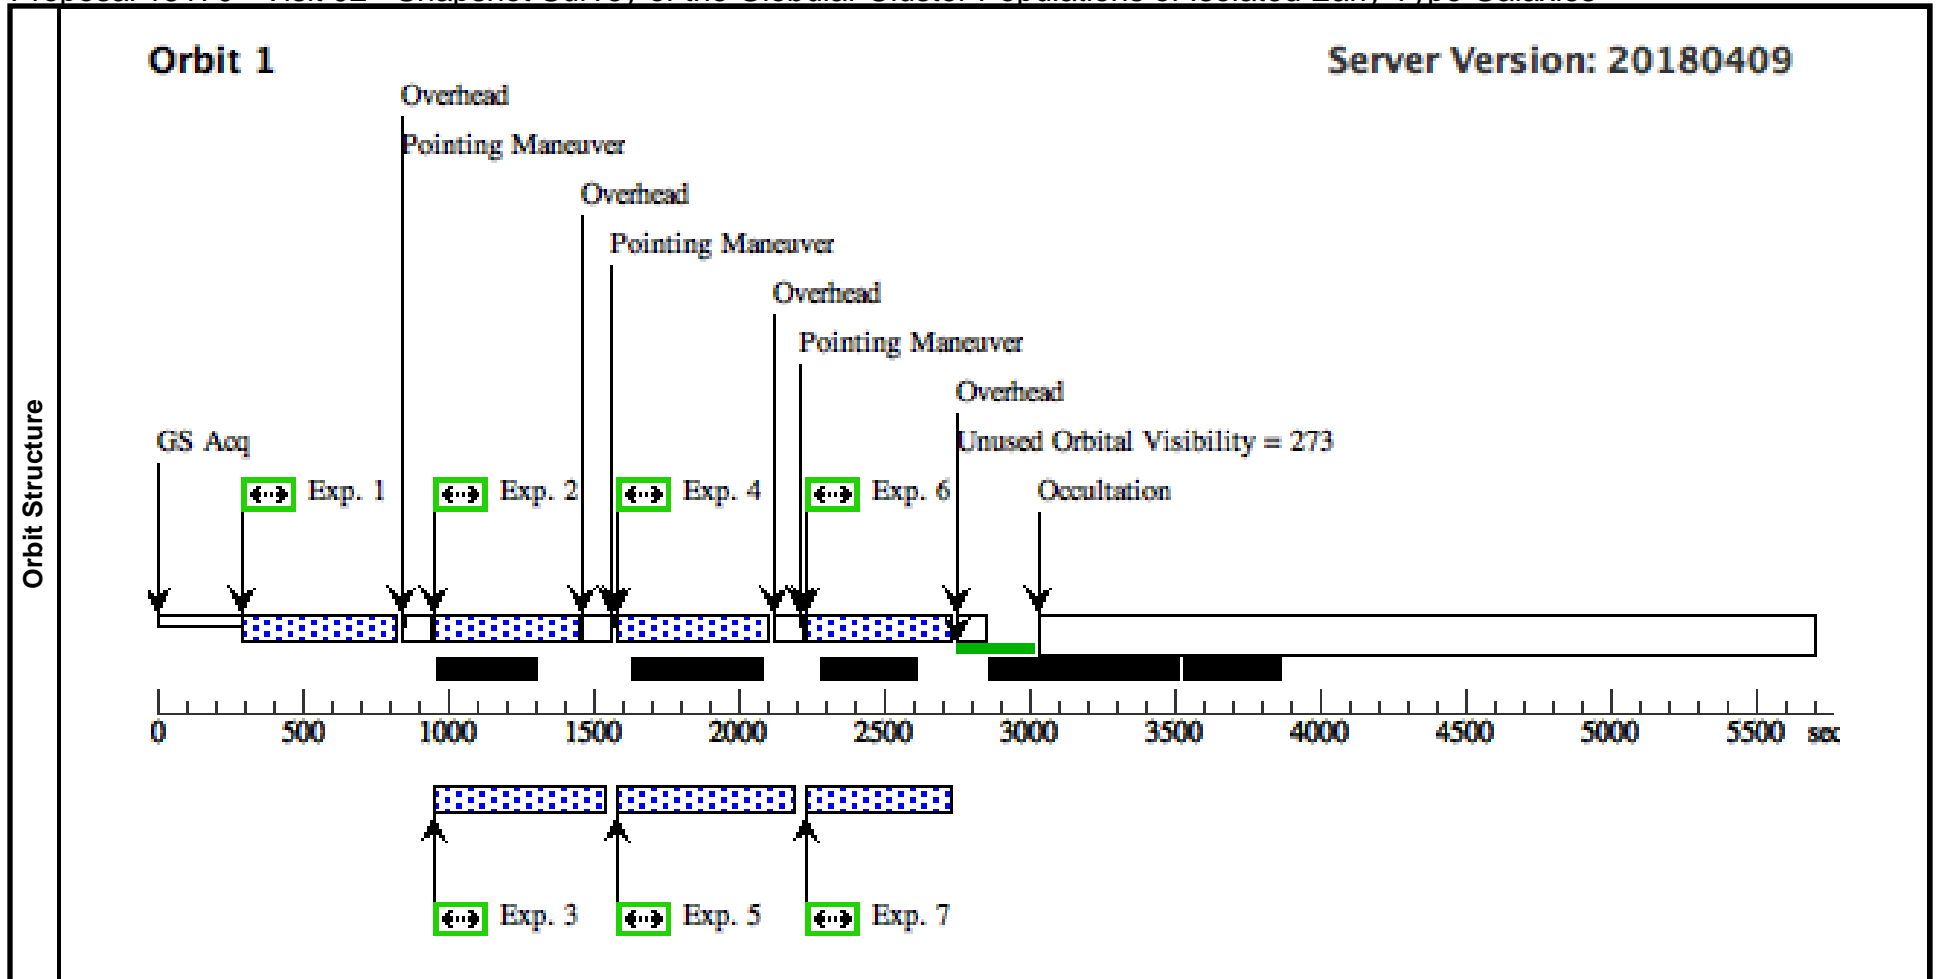 Orbit 1
Server Version: 20180409
Overhead
Pointing Maneuver
Overhead
Pointing Maneuver
Overhead
Pointing Maneuver
Overhead
GS Acq
Unused Orbital Visibility = 273
Exp. 1
Exp. 2
Exp. 4
Exp. 6
Occultation
Orbit Structure
0 500 1000 1500 2000 2500 3000 3500 4000 4500 5000 5500 sec
Exp. 3
Exp. 5
Exp. 7